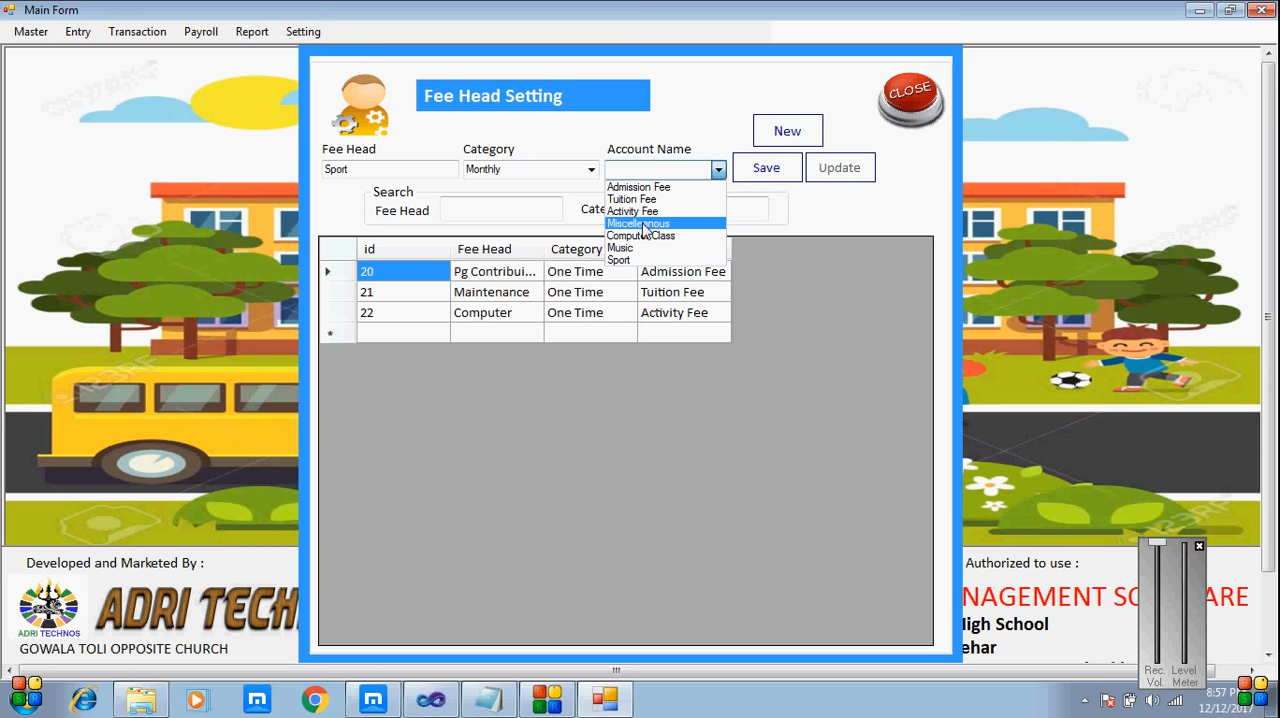 Main Form
Master Entry Transaction Payroll Report Setting
Fee Head Setting
CLOSE
New
Fee Head Category Account Name
Sport Monthly
Save Update
Admission Fee
Tuition Fee
Activity Fee
Miscellaneous
Computer Class
Music
Sport
Search
Fee Head
id Fee Head Category
20 Pg Contribui... One Time Admission Fee
21 Maintenance One Time Tuition Fee
22 Computer One Time Activity Fee
Developed and Marketed By :
ADRI TECH
ADRI TECHNOS
GOWALA TOLI OPPOSITE CHURCH
Authorized to use :
NAGEMENT SO WARE
High School
ehar
Rec. Vol.
Level Meter
8:57 P
12/12/2017